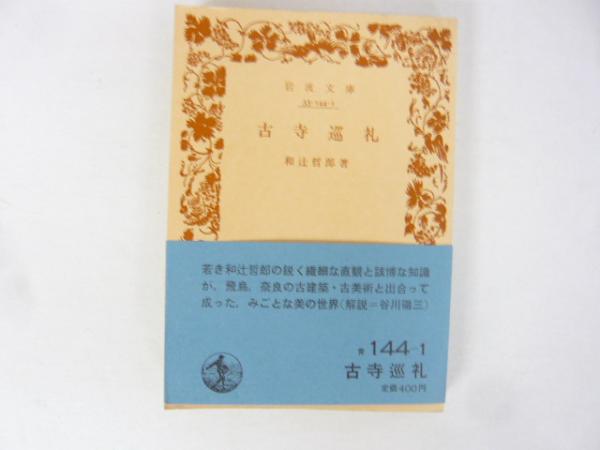 岩波文庫
33-144-1
古寺巡礼
和辻哲郎著
若き和辻哲郎の鋭く繊細な直観と該博な知識
が，飛鳥，奈良の古建築・古美術と出合って
成った，みごとな美の世界（解説＝谷川徹三）
青144-1
古寺巡礼
定価400円